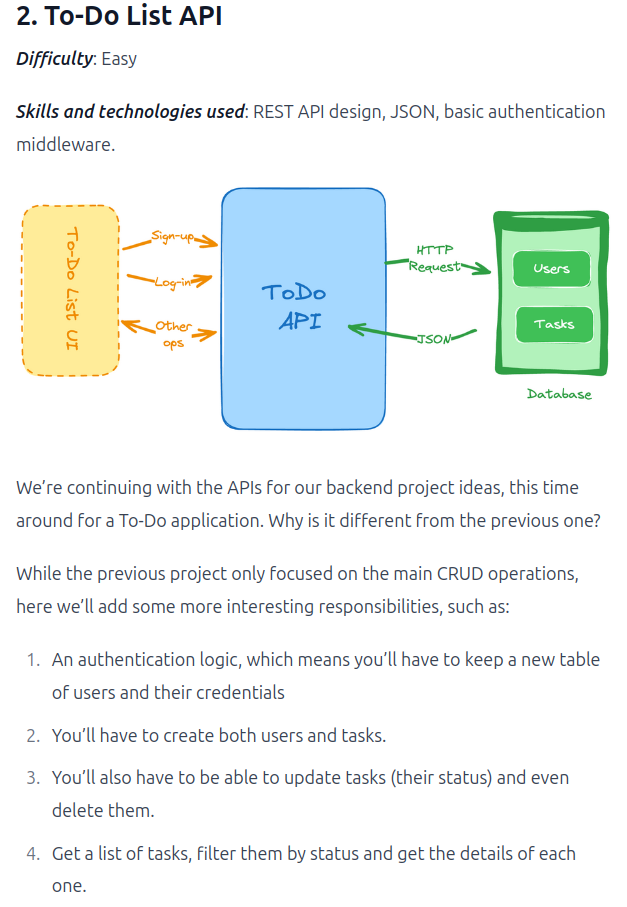 2. To-Do List API
Difficulty: Easy
Skills and technologies used: REST API design, JSON, basic authentication
middleware.
To-Do List UI
Sign-up
Log-in
Other
ops
ToDo
API
HTTP
Request
JSON
Users
Tasks
Database
We’re continuing with the APIs for our backend project ideas, this time
around for a To-Do application. Why is it different from the previous one?
While the previous project only focused on the main CRUD operations,
here we’ll add some more interesting responsibilities, such as:
1. An authentication logic, which means you’ll have to keep a new table
of users and their credentials
2. You’ll have to create both users and tasks.
3. You’ll also have to be able to update tasks (their status) and even
delete them.
4. Get a list of tasks, filter them by status and get the details of each
one.